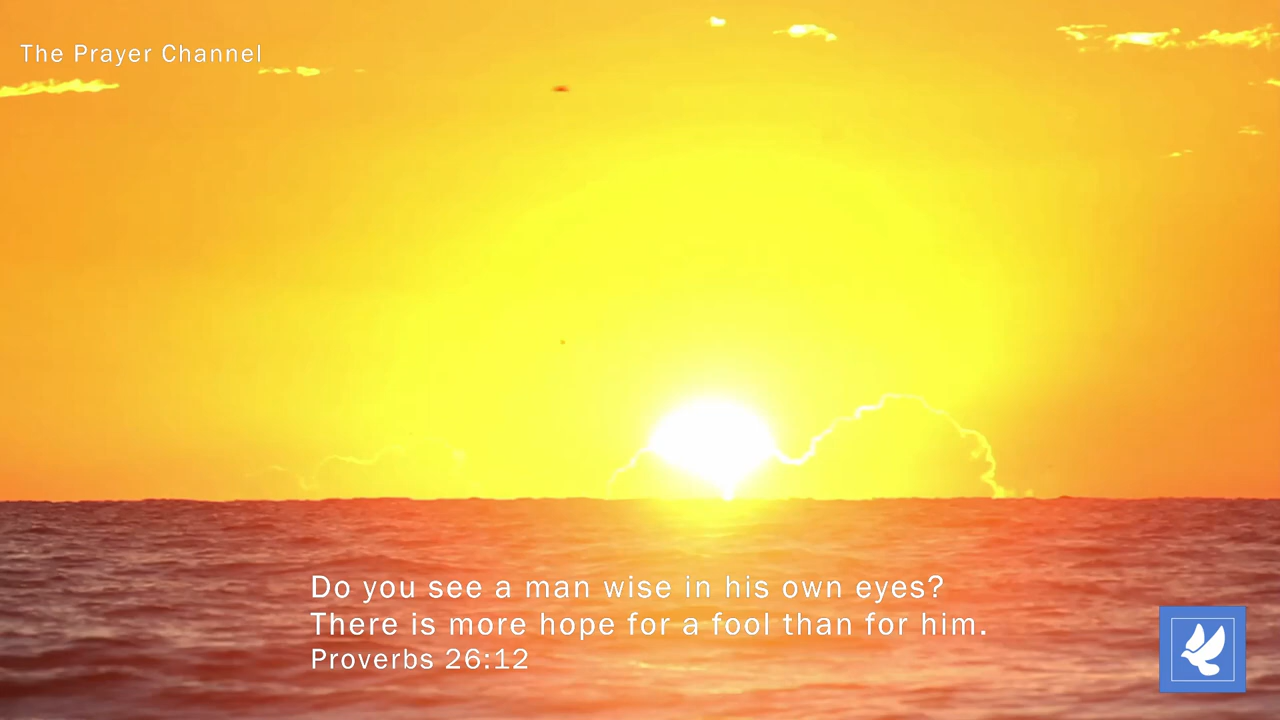 The Prayer Channel
Do you see a man wise in his own eyes?
There is more hope for a fool than for him.
Proverbs 26:12